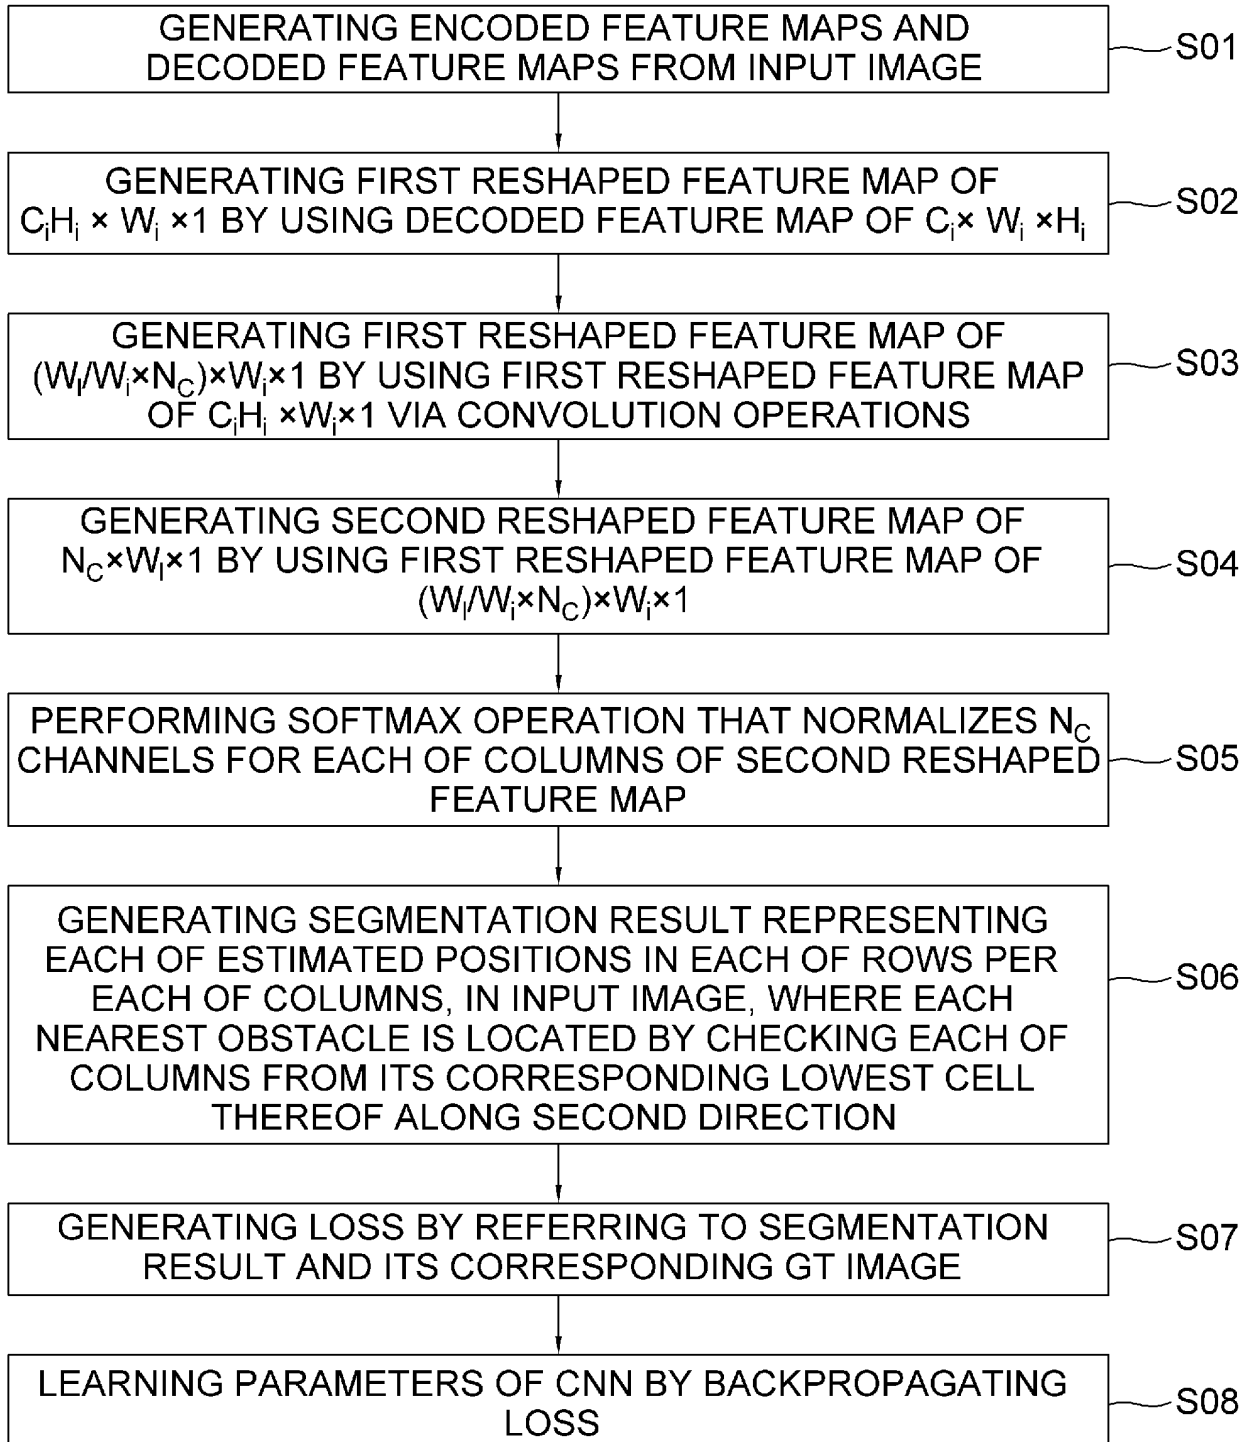 GENERATING ENCODED FEATURE MAPS AND
DECODED FEATURE MAPS FROM INPUT IMAGE
S01
GENERATING FIRST RESHAPED FEATURE MAP OF
CᵢHᵢ × Wᵢ ×1 BY USING DECODED FEATURE MAP OF Cᵢ× Wᵢ ×Hᵢ
S02
GENERATING FIRST RESHAPED FEATURE MAP OF
(W_I/Wᵢ×N_C)×Wᵢ×1 BY USING FIRST RESHAPED FEATURE MAP
OF CᵢHᵢ ×Wᵢ×1 VIA CONVOLUTION OPERATIONS
S03
GENERATING SECOND RESHAPED FEATURE MAP OF
N_C×W_I×1 BY USING FIRST RESHAPED FEATURE MAP OF
(W_I/Wᵢ×N_C)×Wᵢ×1
S04
PERFORMING SOFTMAX OPERATION THAT NORMALIZES N_C
CHANNELS FOR EACH OF COLUMNS OF SECOND RESHAPED
FEATURE MAP
S05
GENERATING SEGMENTATION RESULT REPRESENTING
EACH OF ESTIMATED POSITIONS IN EACH OF ROWS PER
EACH OF COLUMNS, IN INPUT IMAGE, WHERE EACH
NEAREST OBSTACLE IS LOCATED BY CHECKING EACH OF
COLUMNS FROM ITS CORRESPONDING LOWEST CELL
THEREOF ALONG SECOND DIRECTION
S06
GENERATING LOSS BY REFERRING TO SEGMENTATION
RESULT AND ITS CORRESPONDING GT IMAGE
S07
LEARNING PARAMETERS OF CNN BY BACKPROPAGATING
LOSS
S08